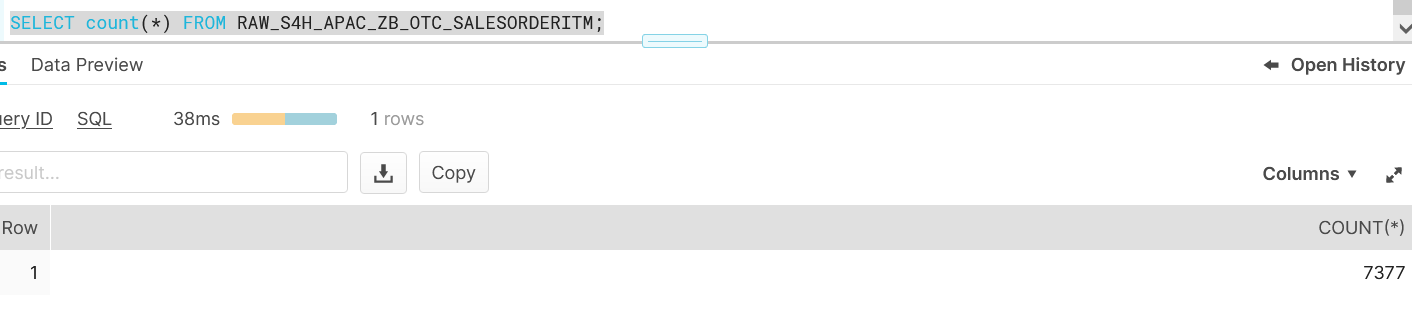 SELECT count(*) FROM RAW_S4H_APAC_ZB_OTC_SALESORDERITM;
s Data Preview Open History
uery ID SQL 38ms 1 rows
result... Copy Columns
Row COUNT(*)
1 7377